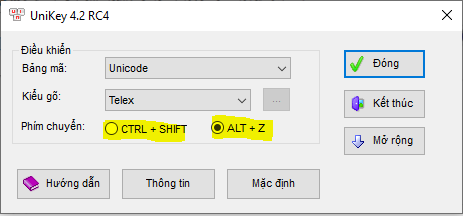 UniKey 4.2 RC4
Điều khiển
Bảng mã: Unicode
Kiểu gõ: Telex ...
Phím chuyển: CTRL + SHIFT ALT + Z
Đóng
Kết thúc
Mở rộng
Hướng dẫn Thông tin Mặc định